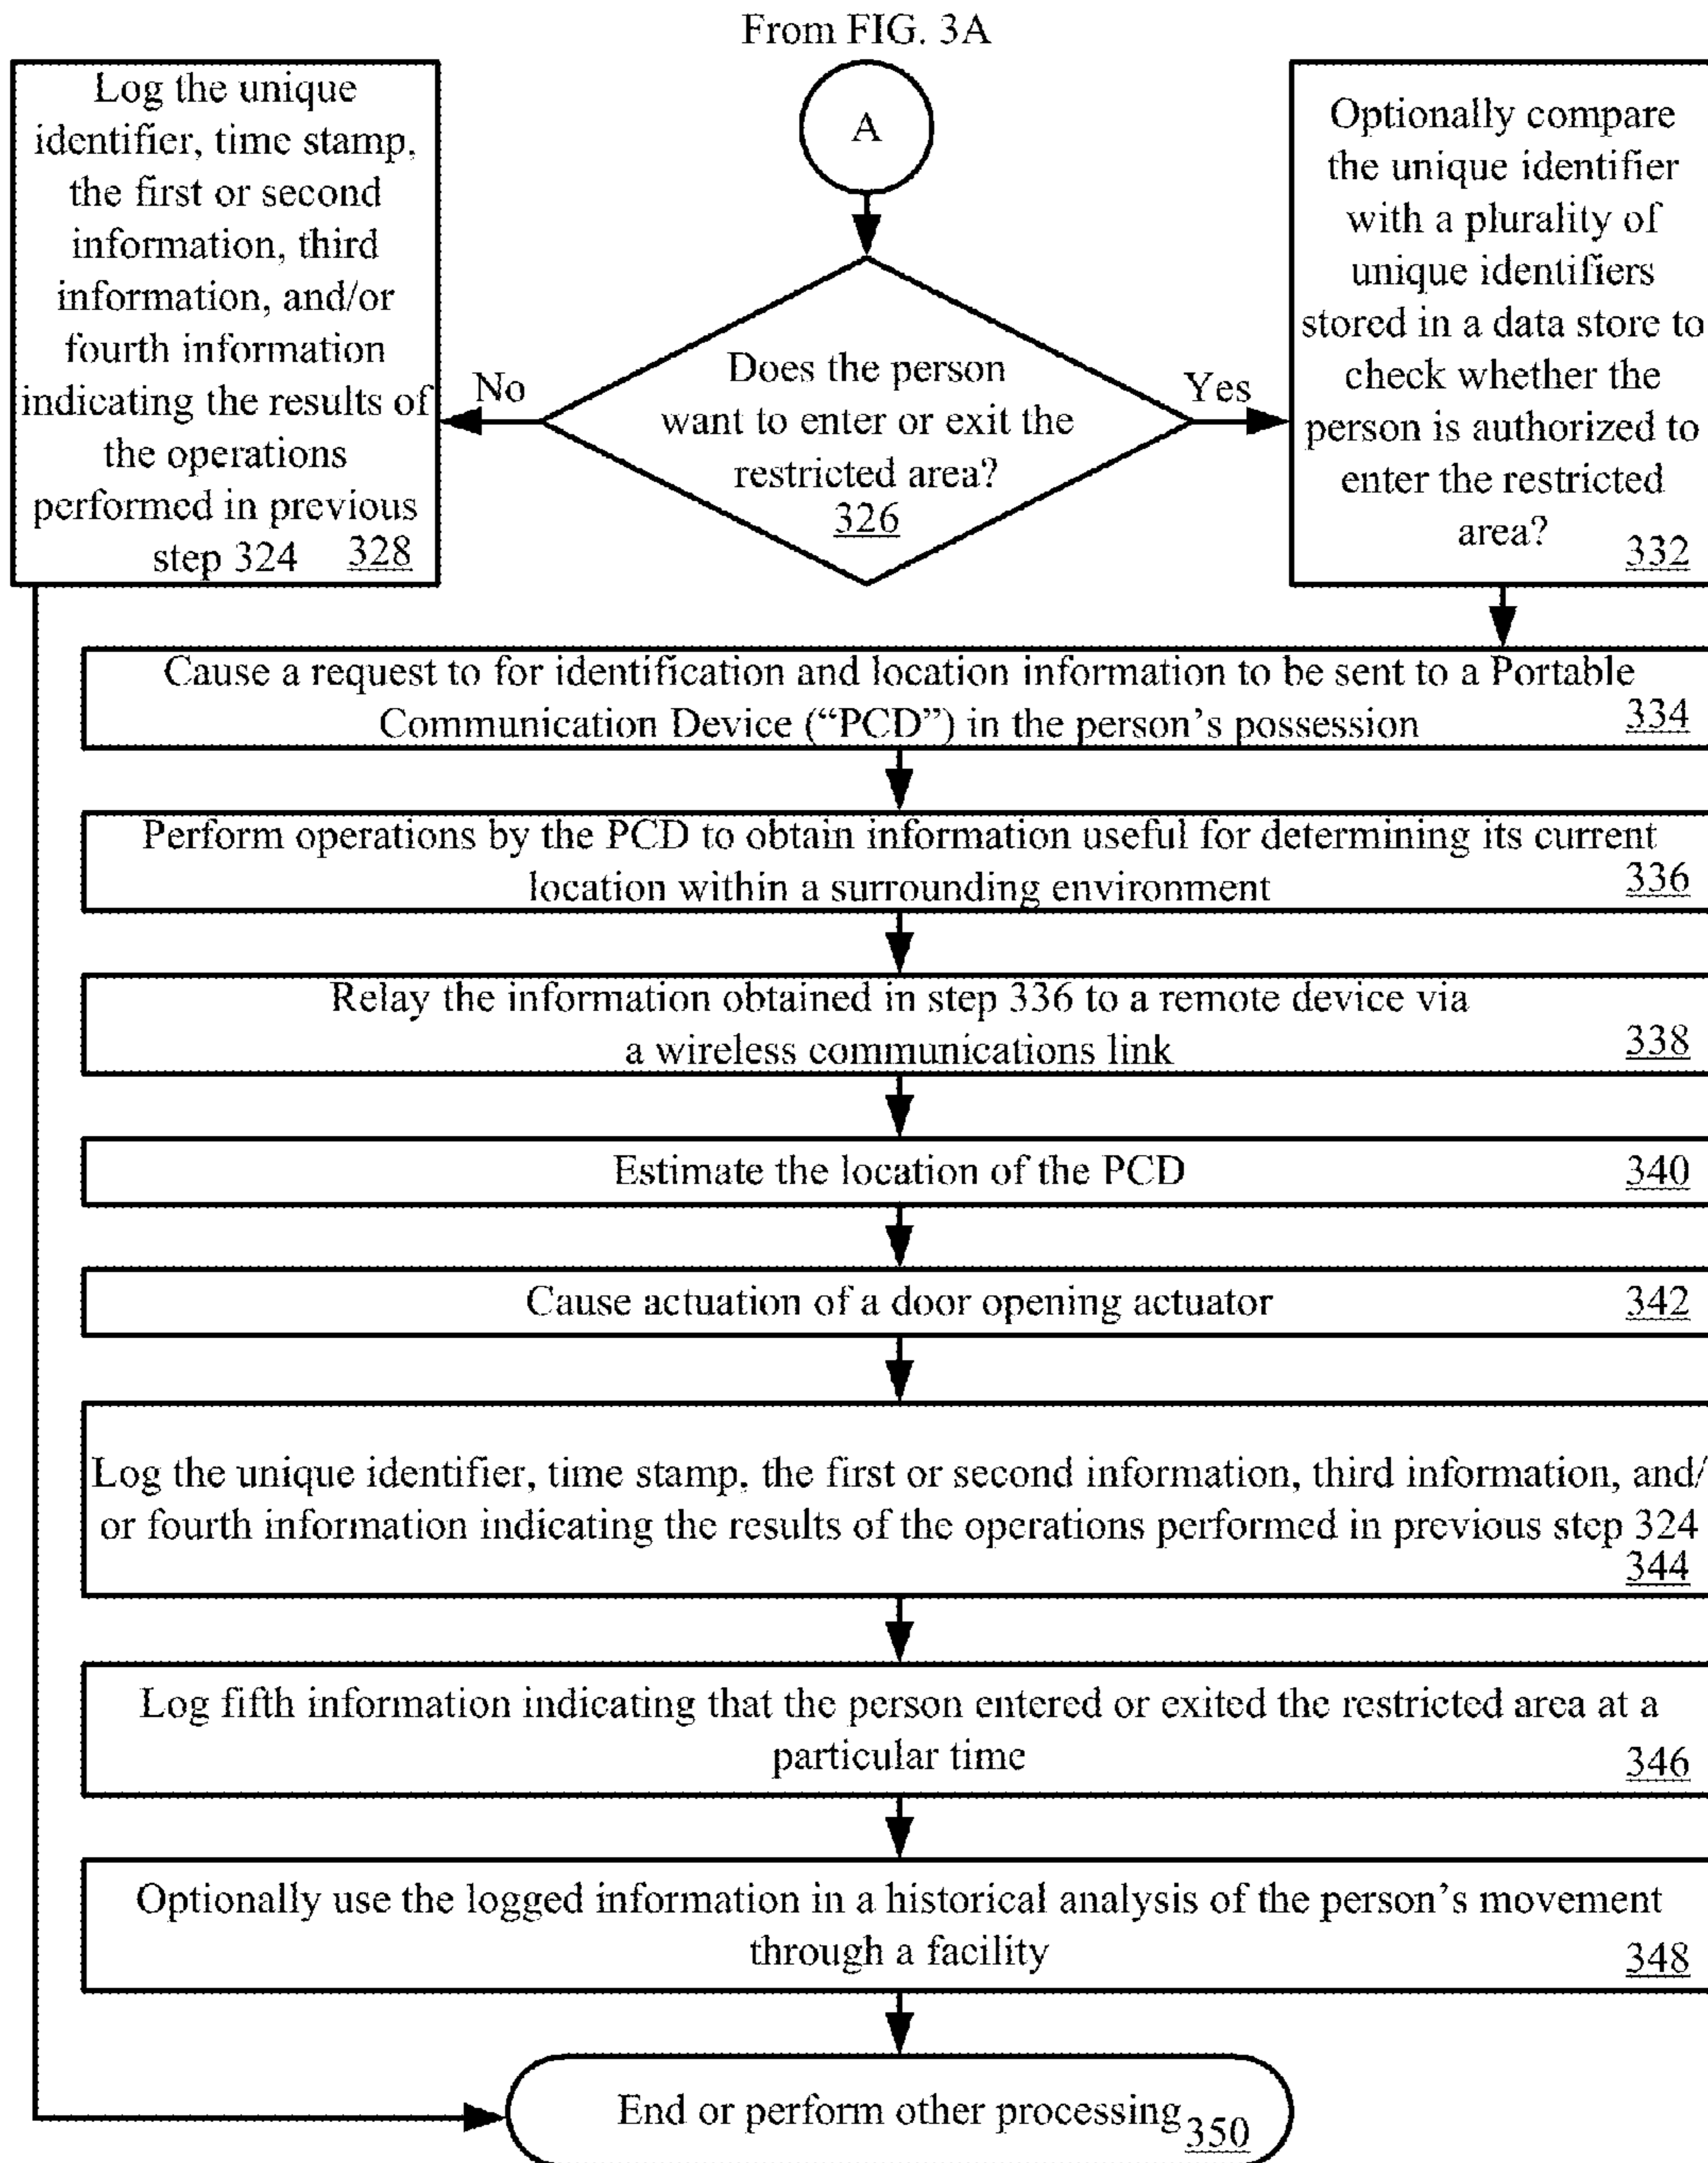 From FIG. 3A
A
Log the unique
identifier, time stamp,
the first or second
information, third
information, and/or
fourth information
indicating the results of
the operations
performed in previous
step 324 328
Does the person
want to enter or exit the
restricted area?
326
No
Yes
Optionally compare
the unique identifier
with a plurality of
unique identifiers
stored in a data store to
check whether the
person is authorized to
enter the restricted
area?
332
Cause a request to for identification and location information to be sent to a Portable
Communication Device (“PCD”) in the person’s possession
334
Perform operations by the PCD to obtain information useful for determining its current
location within a surrounding environment
336
Relay the information obtained in step 336 to a remote device via
a wireless communications link
338
Estimate the location of the PCD
340
Cause actuation of a door opening actuator
342
Log the unique identifier, time stamp, the first or second information, third information, and/
or fourth information indicating the results of the operations performed in previous step 324
344
Log fifth information indicating that the person entered or exited the restricted area at a
particular time
346
Optionally use the logged information in a historical analysis of the person’s movement
through a facility
348
End or perform other processing
350